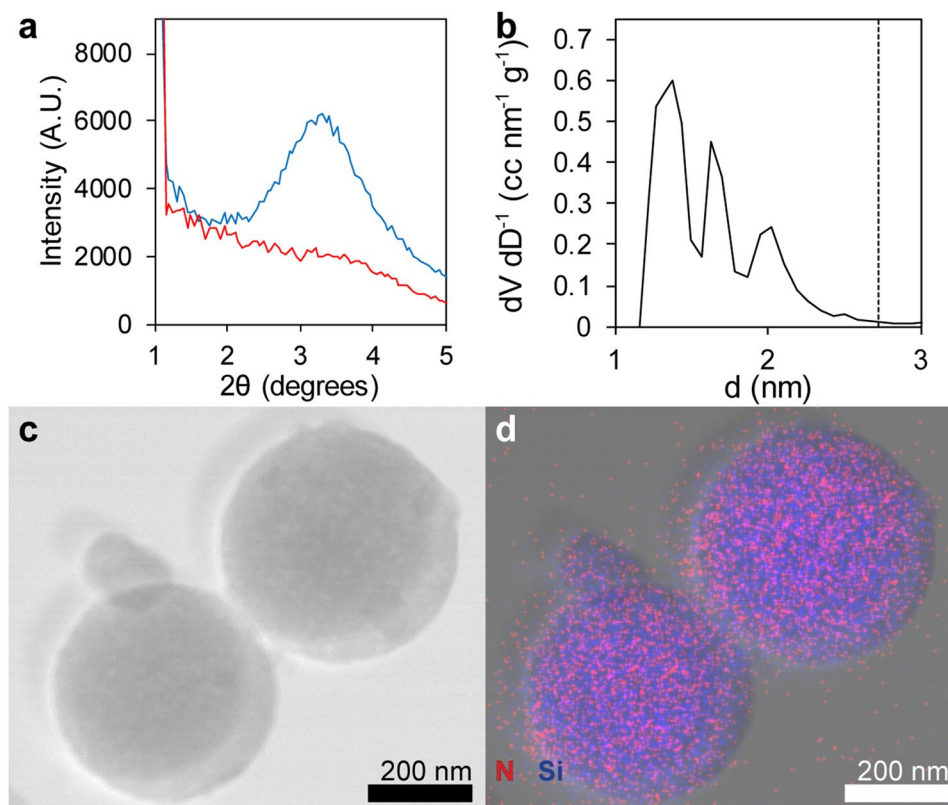 a
Intensity (A.U.)
8000
6000
4000
2000
0
1 2 3 4 5
2θ (degrees)
b
dV dD⁻¹ (cc nm⁻¹ g⁻¹)
0.7
0.6
0.5
0.4
0.3
0.2
0.1
0
1 2 3
d (nm)
c
200 nm
d
N Si
200 nm